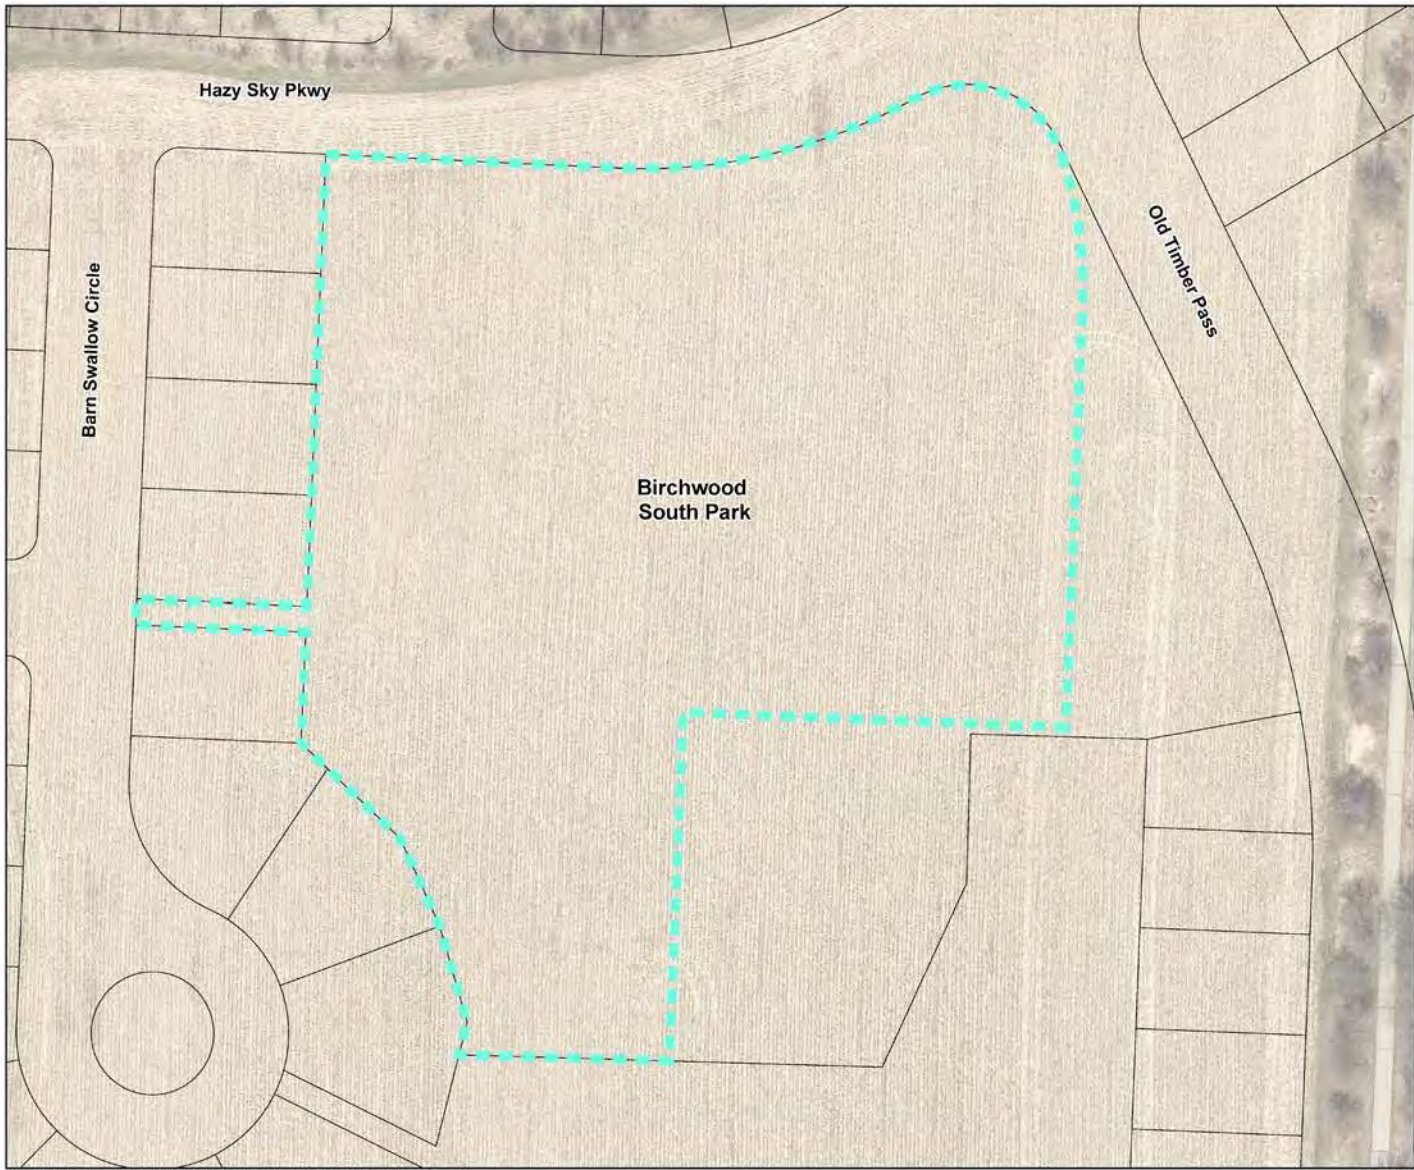 Hazy Sky Pkwy
Old Timber Pass
Barn Swallow Circle
Birchwood
South Park